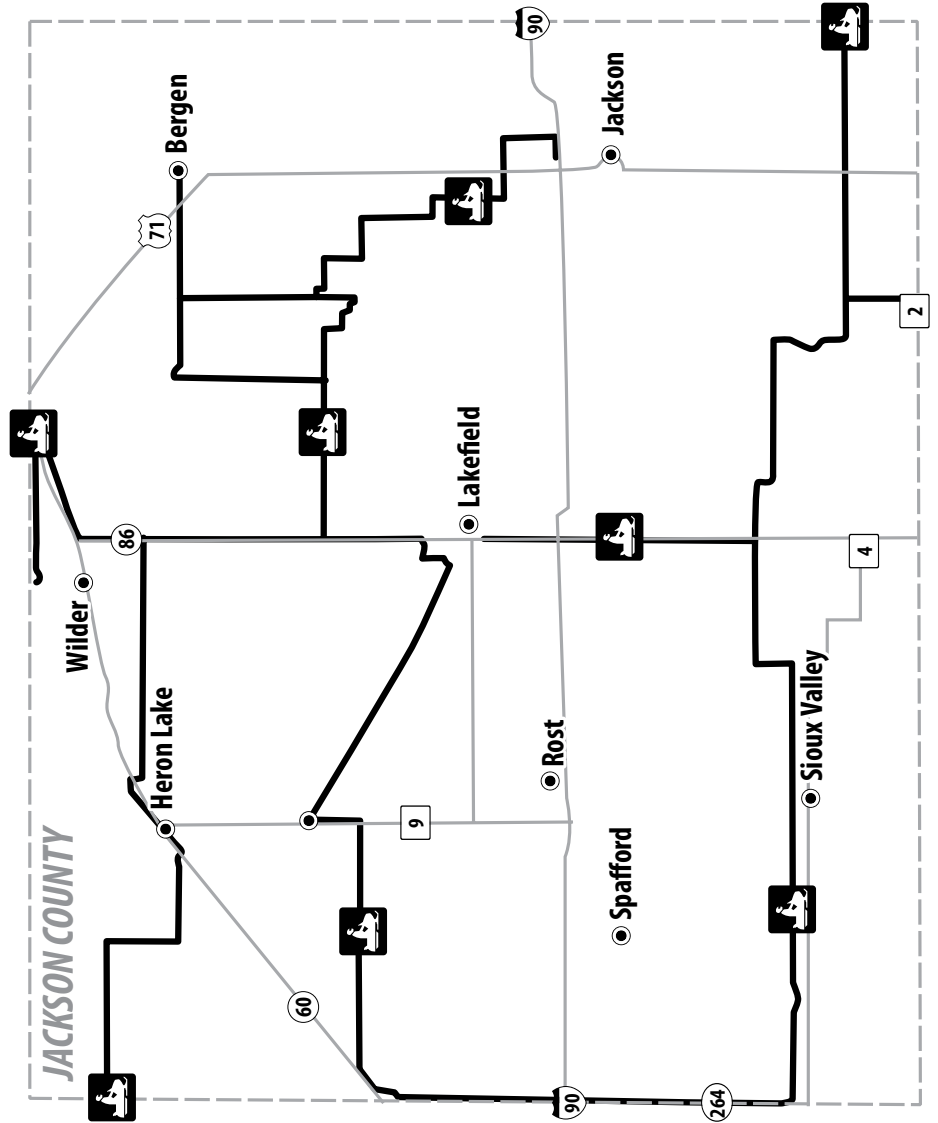 JACKSON COUNTY
Wilder
86
71
Heron Lake
Bergen
60
9
Lakefield
90
Rost
90
Spafford
Jackson
264
Sioux Valley
4
2